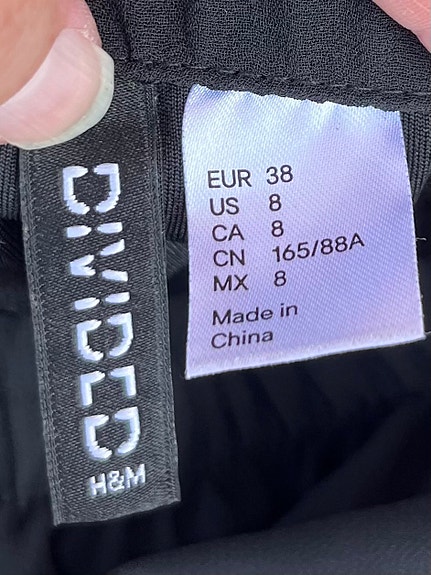 DIVIDED
H&M
EUR 38
US 8
CA 8
CN 165/88A
MX 8
Made in
China